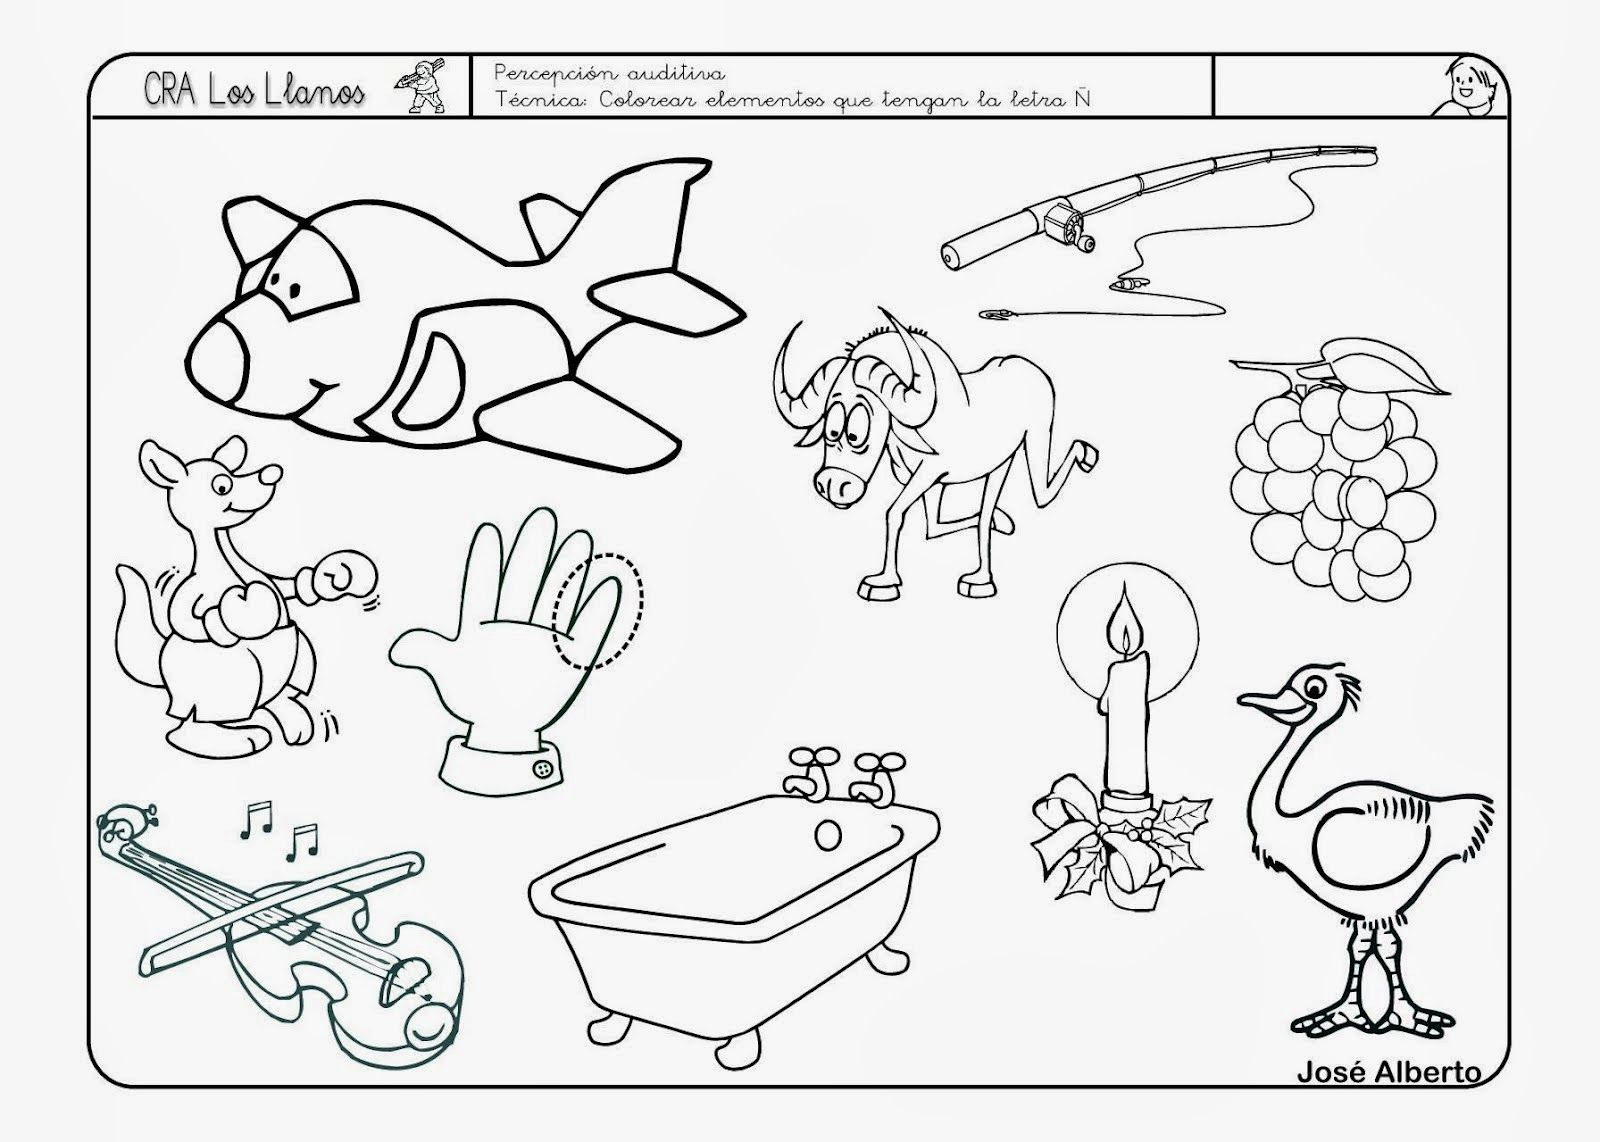 CRA Los Llanos
Percepción auditiva
Técnica: Colorear elementos que tengan la letra Ñ
José Alberto